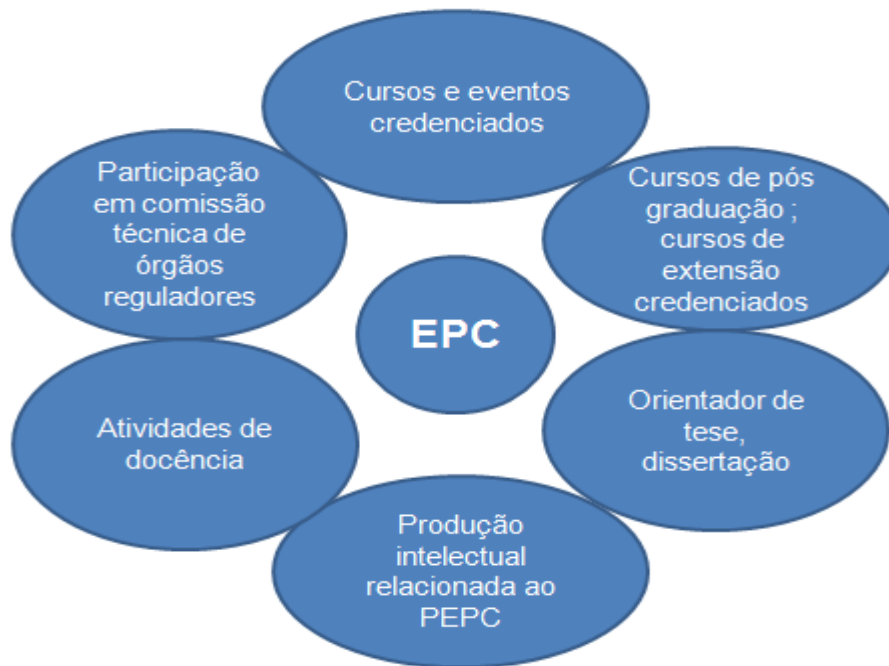 Cursos e eventos
credenciados
Participação
em comissão
técnica de
órgãos
reguladores
Cursos de pós
graduação ;
cursos de
extensão
credenciados
EPC
Atividades de
docência
Orientador de
tese,
dissertação
Produção
intelectual
relacionada ao
PEPC